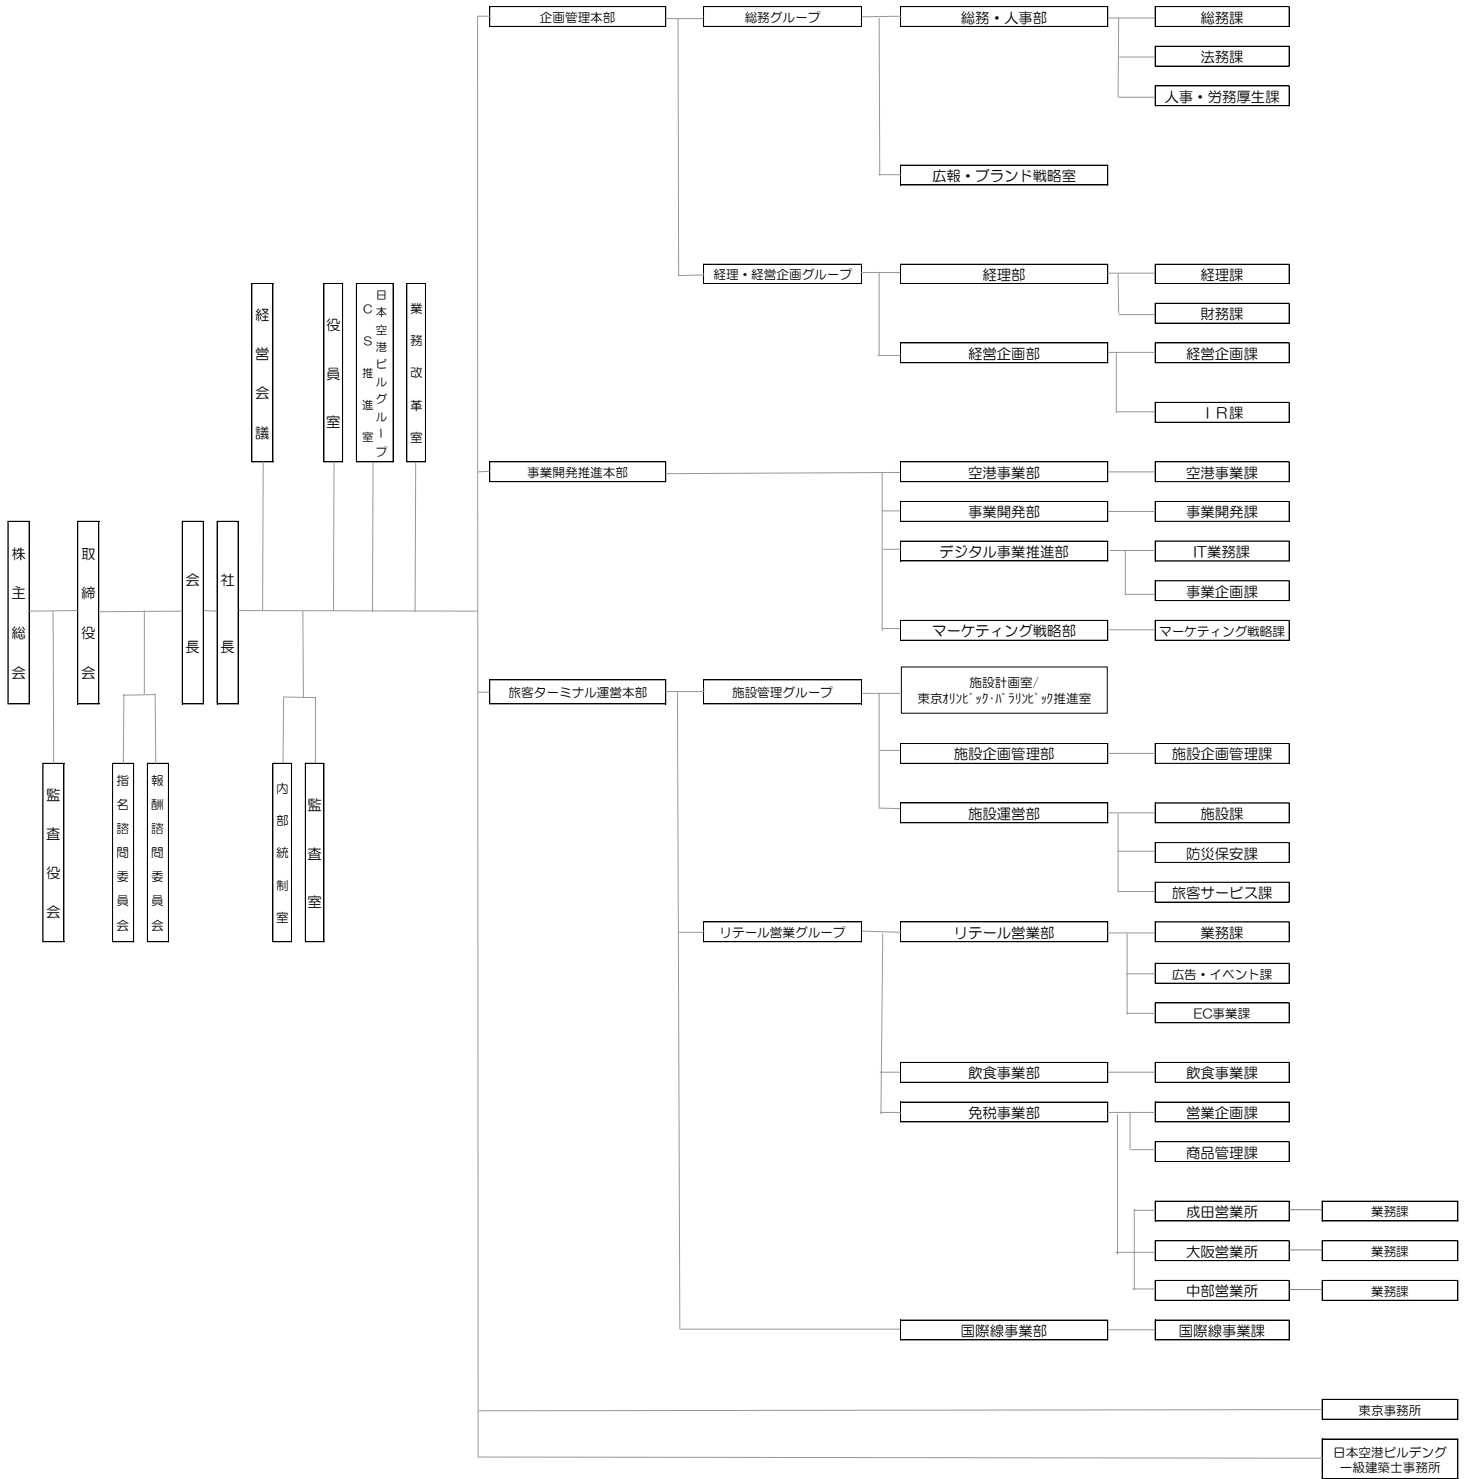 企画管理本部
総務グループ
総務・人事部
総務課
法務課
人事・労務厚生課
広報・ブランド戦略室
経理・経営企画グループ
経理部
経理課
財務課
経営企画部
経営企画課
ＩＲ課
経営会議
役員室
日本空港ビルグループ
ＣＳ推進室
業務改革室
事業開発推進本部
空港事業部
空港事業課
事業開発部
事業開発課
デジタル事業推進部
IT業務課
事業企画課
マーケティング戦略部
マーケティング戦略課
株主総会
取締役会
会長
社長
旅客ターミナル運営本部
施設管理グループ
施設計画室/
東京ｵﾘﾝﾋﾟｯｸ･ﾊﾟﾗﾘﾝﾋﾟｯｸ推進室
施設企画管理部
施設企画管理課
施設運営部
施設課
防災保安課
旅客サービス課
監査役会
指名諮問委員会
報酬諮問委員会
内部統制室
監査室
リテール営業グループ
リテール営業部
業務課
広告・イベント課
EC事業課
飲食事業部
飲食事業課
免税事業部
営業企画課
商品管理課
成田営業所
業務課
大阪営業所
業務課
中部営業所
業務課
国際線事業部
国際線事業課
東京事務所
日本空港ビルデング
一級建築士事務所